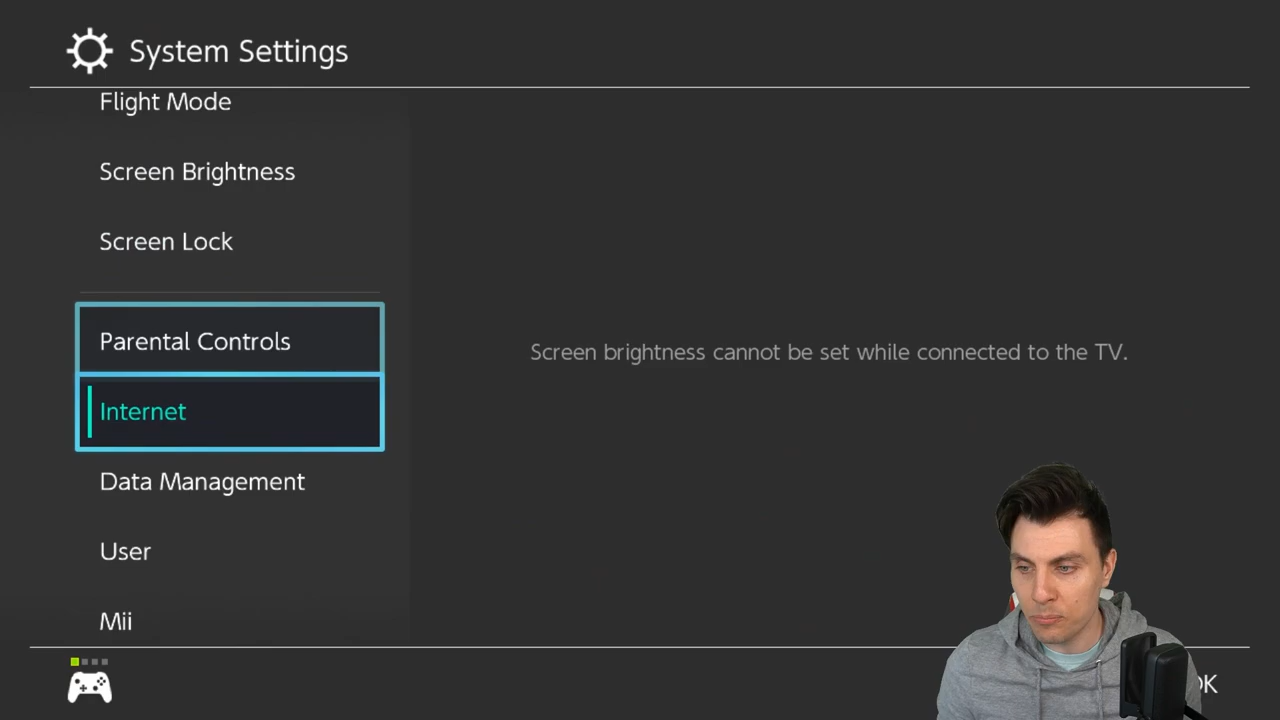 System Settings
Flight Mode
Screen Brightness
Screen Lock
Parental Controls
Screen brightness cannot be set while connected to the TV.
Internet
Data Management
User
Mii